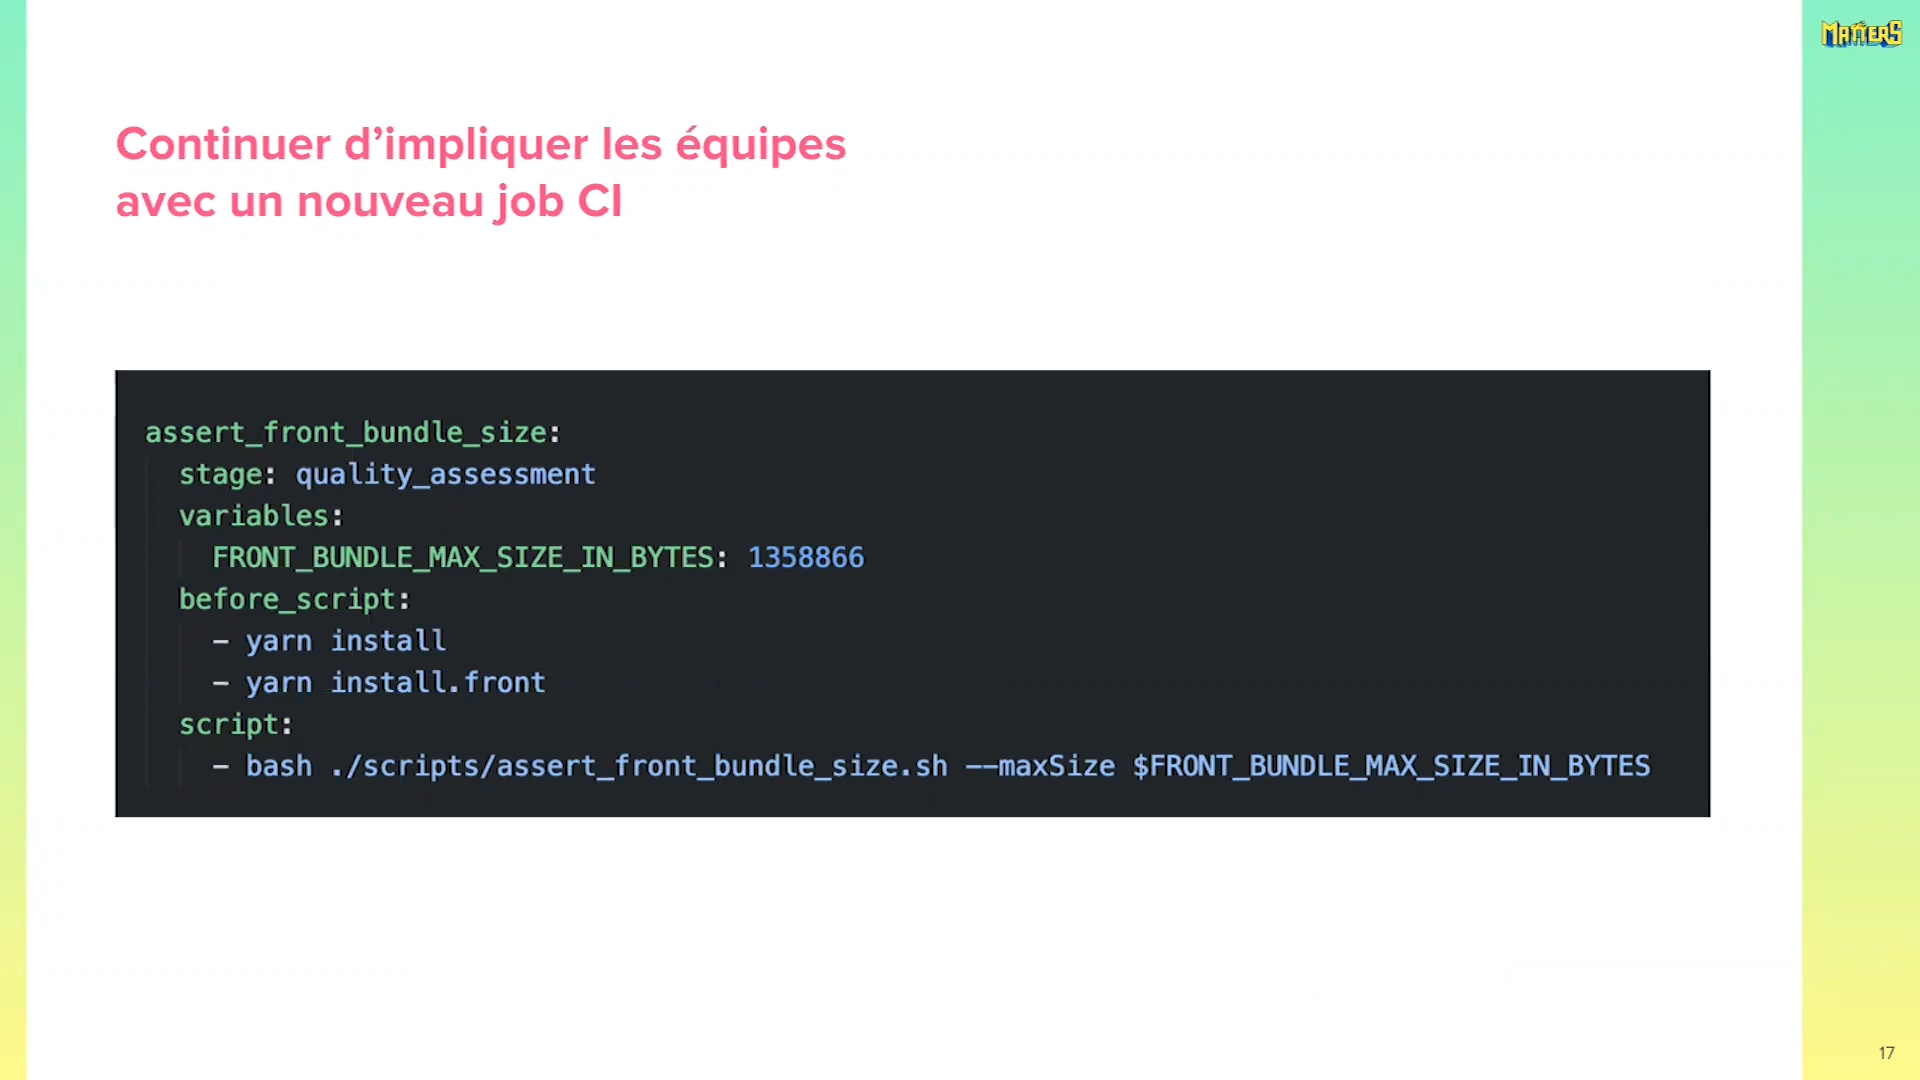 MATTERS
Continuer d’impliquer les équipes
avec un nouveau job CI
assert_front_bundle_size:
  stage: quality_assessment
  variables:
    FRONT_BUNDLE_MAX_SIZE_IN_BYTES: 1358866
  before_script:
    - yarn install
    - yarn install.front
  script:
    - bash ./scripts/assert_front_bundle_size.sh --maxSize $FRONT_BUNDLE_MAX_SIZE_IN_BYTES
17